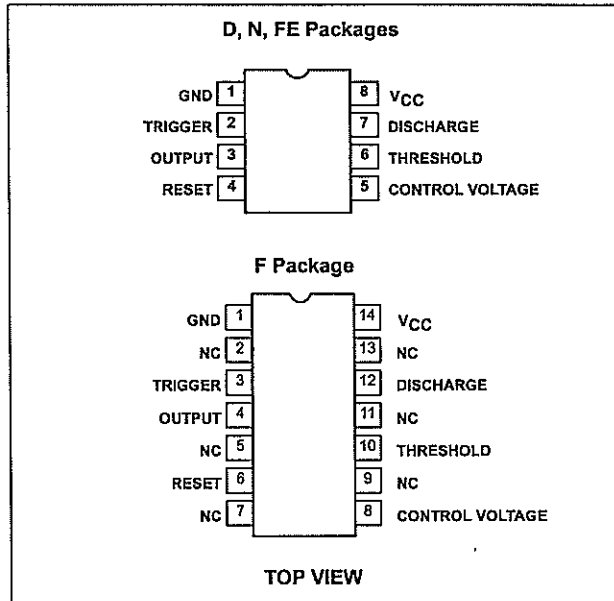 D, N, FE Packages
GND 1 8 VCC
TRIGGER 2 7 DISCHARGE
OUTPUT 3 6 THRESHOLD
RESET 4 5 CONTROL VOLTAGE
F Package
GND 1 14 VCC
NC 2 13 NC
TRIGGER 3 12 DISCHARGE
OUTPUT 4 11 NC
NC 5 10 THRESHOLD
RESET 6 9 NC
NC 7 8 CONTROL VOLTAGE
TOP VIEW